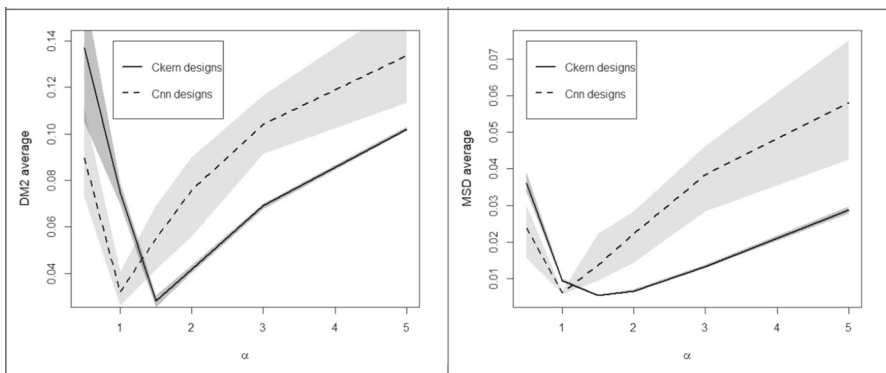 0.14
0.12
0.10
0.08
0.06
0.04
DM2 average
Ckern designs
Cnn designs
1 2 3 4 5
α
0.07
0.06
0.05
0.04
0.03
0.02
0.01
MSD average
Ckern designs
Cnn designs
1 2 3 4 5
α